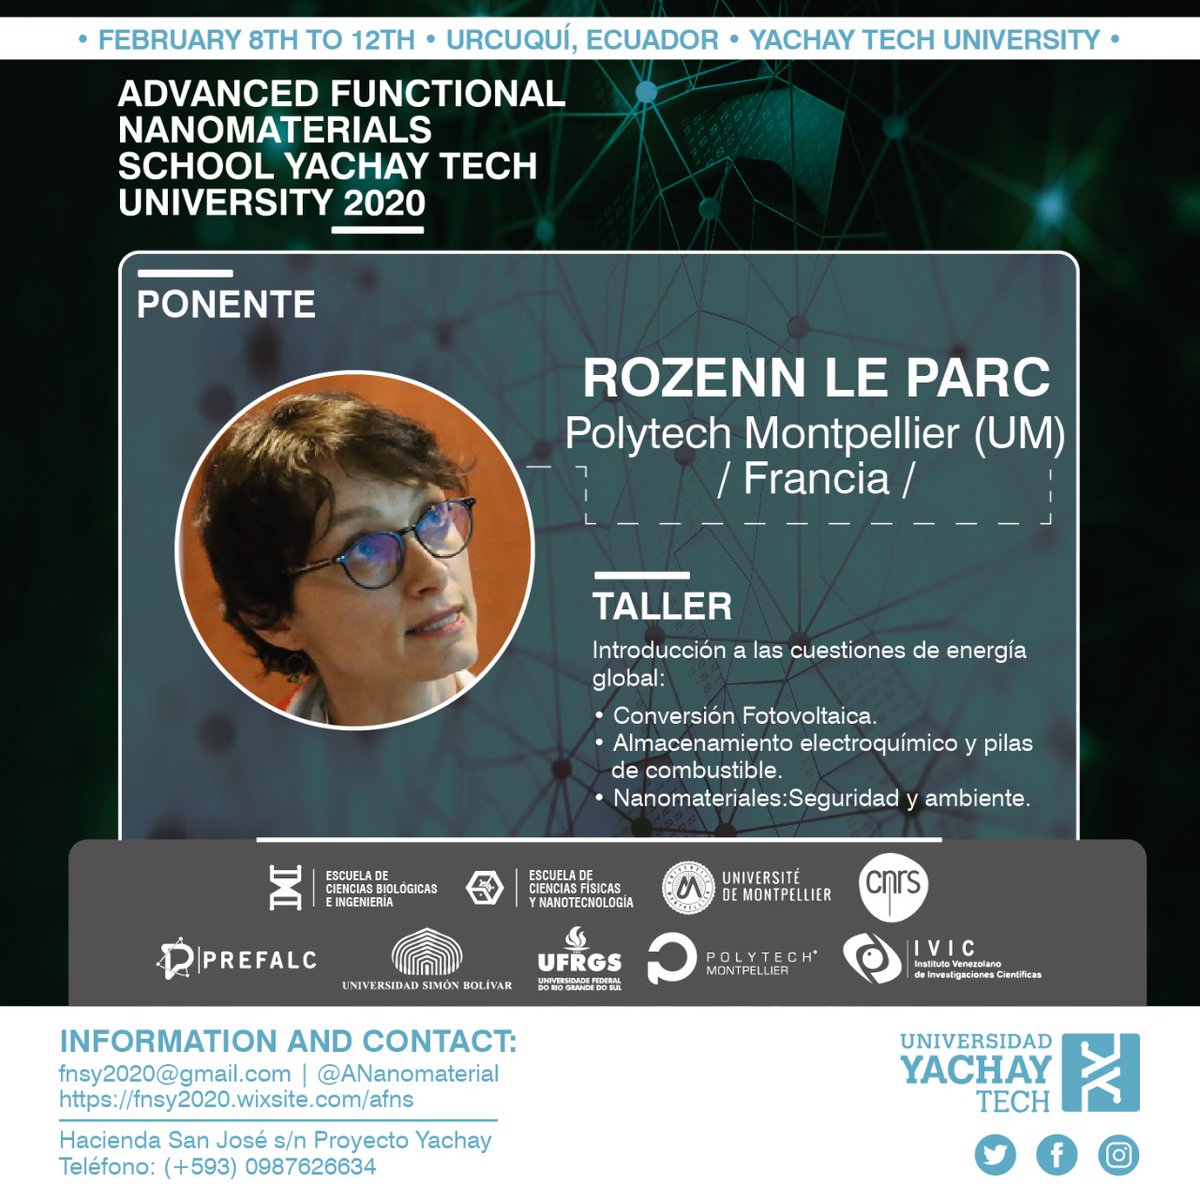 • FEBRUARY 8TH TO 12TH • URCUQUÍ, ECUADOR • YACHAY TECH UNIVERSITY •
ADVANCED FUNCTIONAL
NANOMATERIALS
SCHOOL YACHAY TECH
UNIVERSITY 2020
PONENTE
ROZENN LE PARC
Polytech Montpellier (UM)
/ Francia /
TALLER
Introducción a las cuestiones de energía
global:
• Conversión Fotovoltaica.
• Almacenamiento electroquímico y pilas
de combustible.
• Nanomateriales:Seguridad y ambiente.
ESCUELA DE
CIENCIAS BIOLÓGICAS
E INGENIERÍA
ESCUELA DE
CIENCIAS FÍSICAS
Y NANOTECNOLOGÍA
UNIVERSITÉ
DE MONTPELLIER
cnrs
PREFALC
UNIVERSIDAD SIMÓN BOLÍVAR
UFRGS
UNIVERSIDADE FEDERAL
DO RIO GRANDE DO SUL
POLYTECH
MONTPELLIER
IVIC
Instituto Venezolano
de Investigaciones Científicas
INFORMATION AND CONTACT:
fnsy2020@gmail.com | @ANanomaterial
https://fnsy2020.wixsite.com/afns
Hacienda San José s/n Proyecto Yachay
Teléfono: (+593) 0987626634
UNIVERSIDAD
YACHAY
TECH